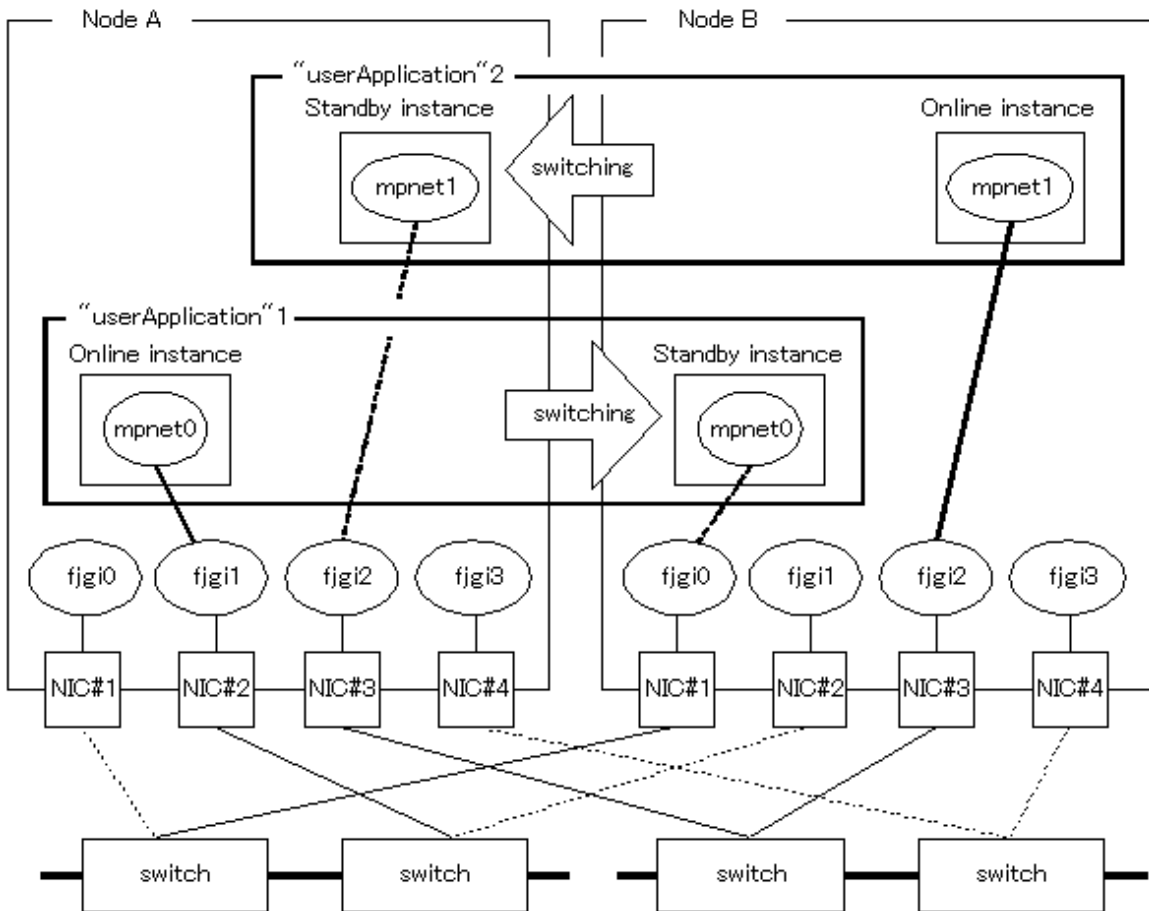 Node A
Node B
"userApplication"2
Standby instance
Online instance
mpnet1
switching
mpnet1
"userApplication"1
Online instance
Standby instance
mpnet0
switching
mpnet0
fjgi0
fjgi1
fjgi2
fjgi3
fjgi0
fjgi1
fjgi2
fjgi3
NIC#1
NIC#2
NIC#3
NIC#4
NIC#1
NIC#2
NIC#3
NIC#4
switch
switch
switch
switch